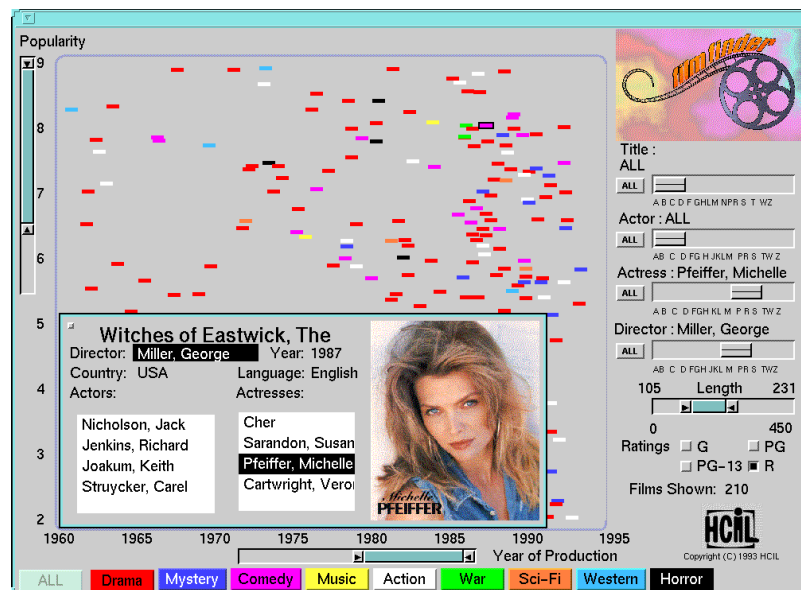 Popularity
9
8
7
6
5
4
3
2
1960
1965
1970
1975
1980
1985
1990
1995
Year of Production
film finder
Title :
ALL
ALL
A B C D F G H L M N P R S T W Z
Actor : ALL
ALL
A B C D F G H J K L M P R S T W Z
Actress : Pfeiffer, Michelle
ALL
A B C D F G H K L M P R S T W Z
Director : Miller, George
ALL
A B C D F G H J K L M P R S T W Z
105 Length 231
0 450
Ratings G PG
PG-13 R
Films Shown: 210
HCIL
Copyright (C) 1993 HCIL
Witches of Eastwick, The
Director: Miller, George Year: 1987
Country: USA Language: English
Actors: Actresses:
Nicholson, Jack
Jenkins, Richard
Joakum, Keith
Struycker, Carel
Cher
Sarandon, Susan
Pfeiffer, Michelle
Cartwright, Vero
Michelle
PFEIFFER
ALL Drama Mystery Comedy Music Action War Sci-Fi Western Horror